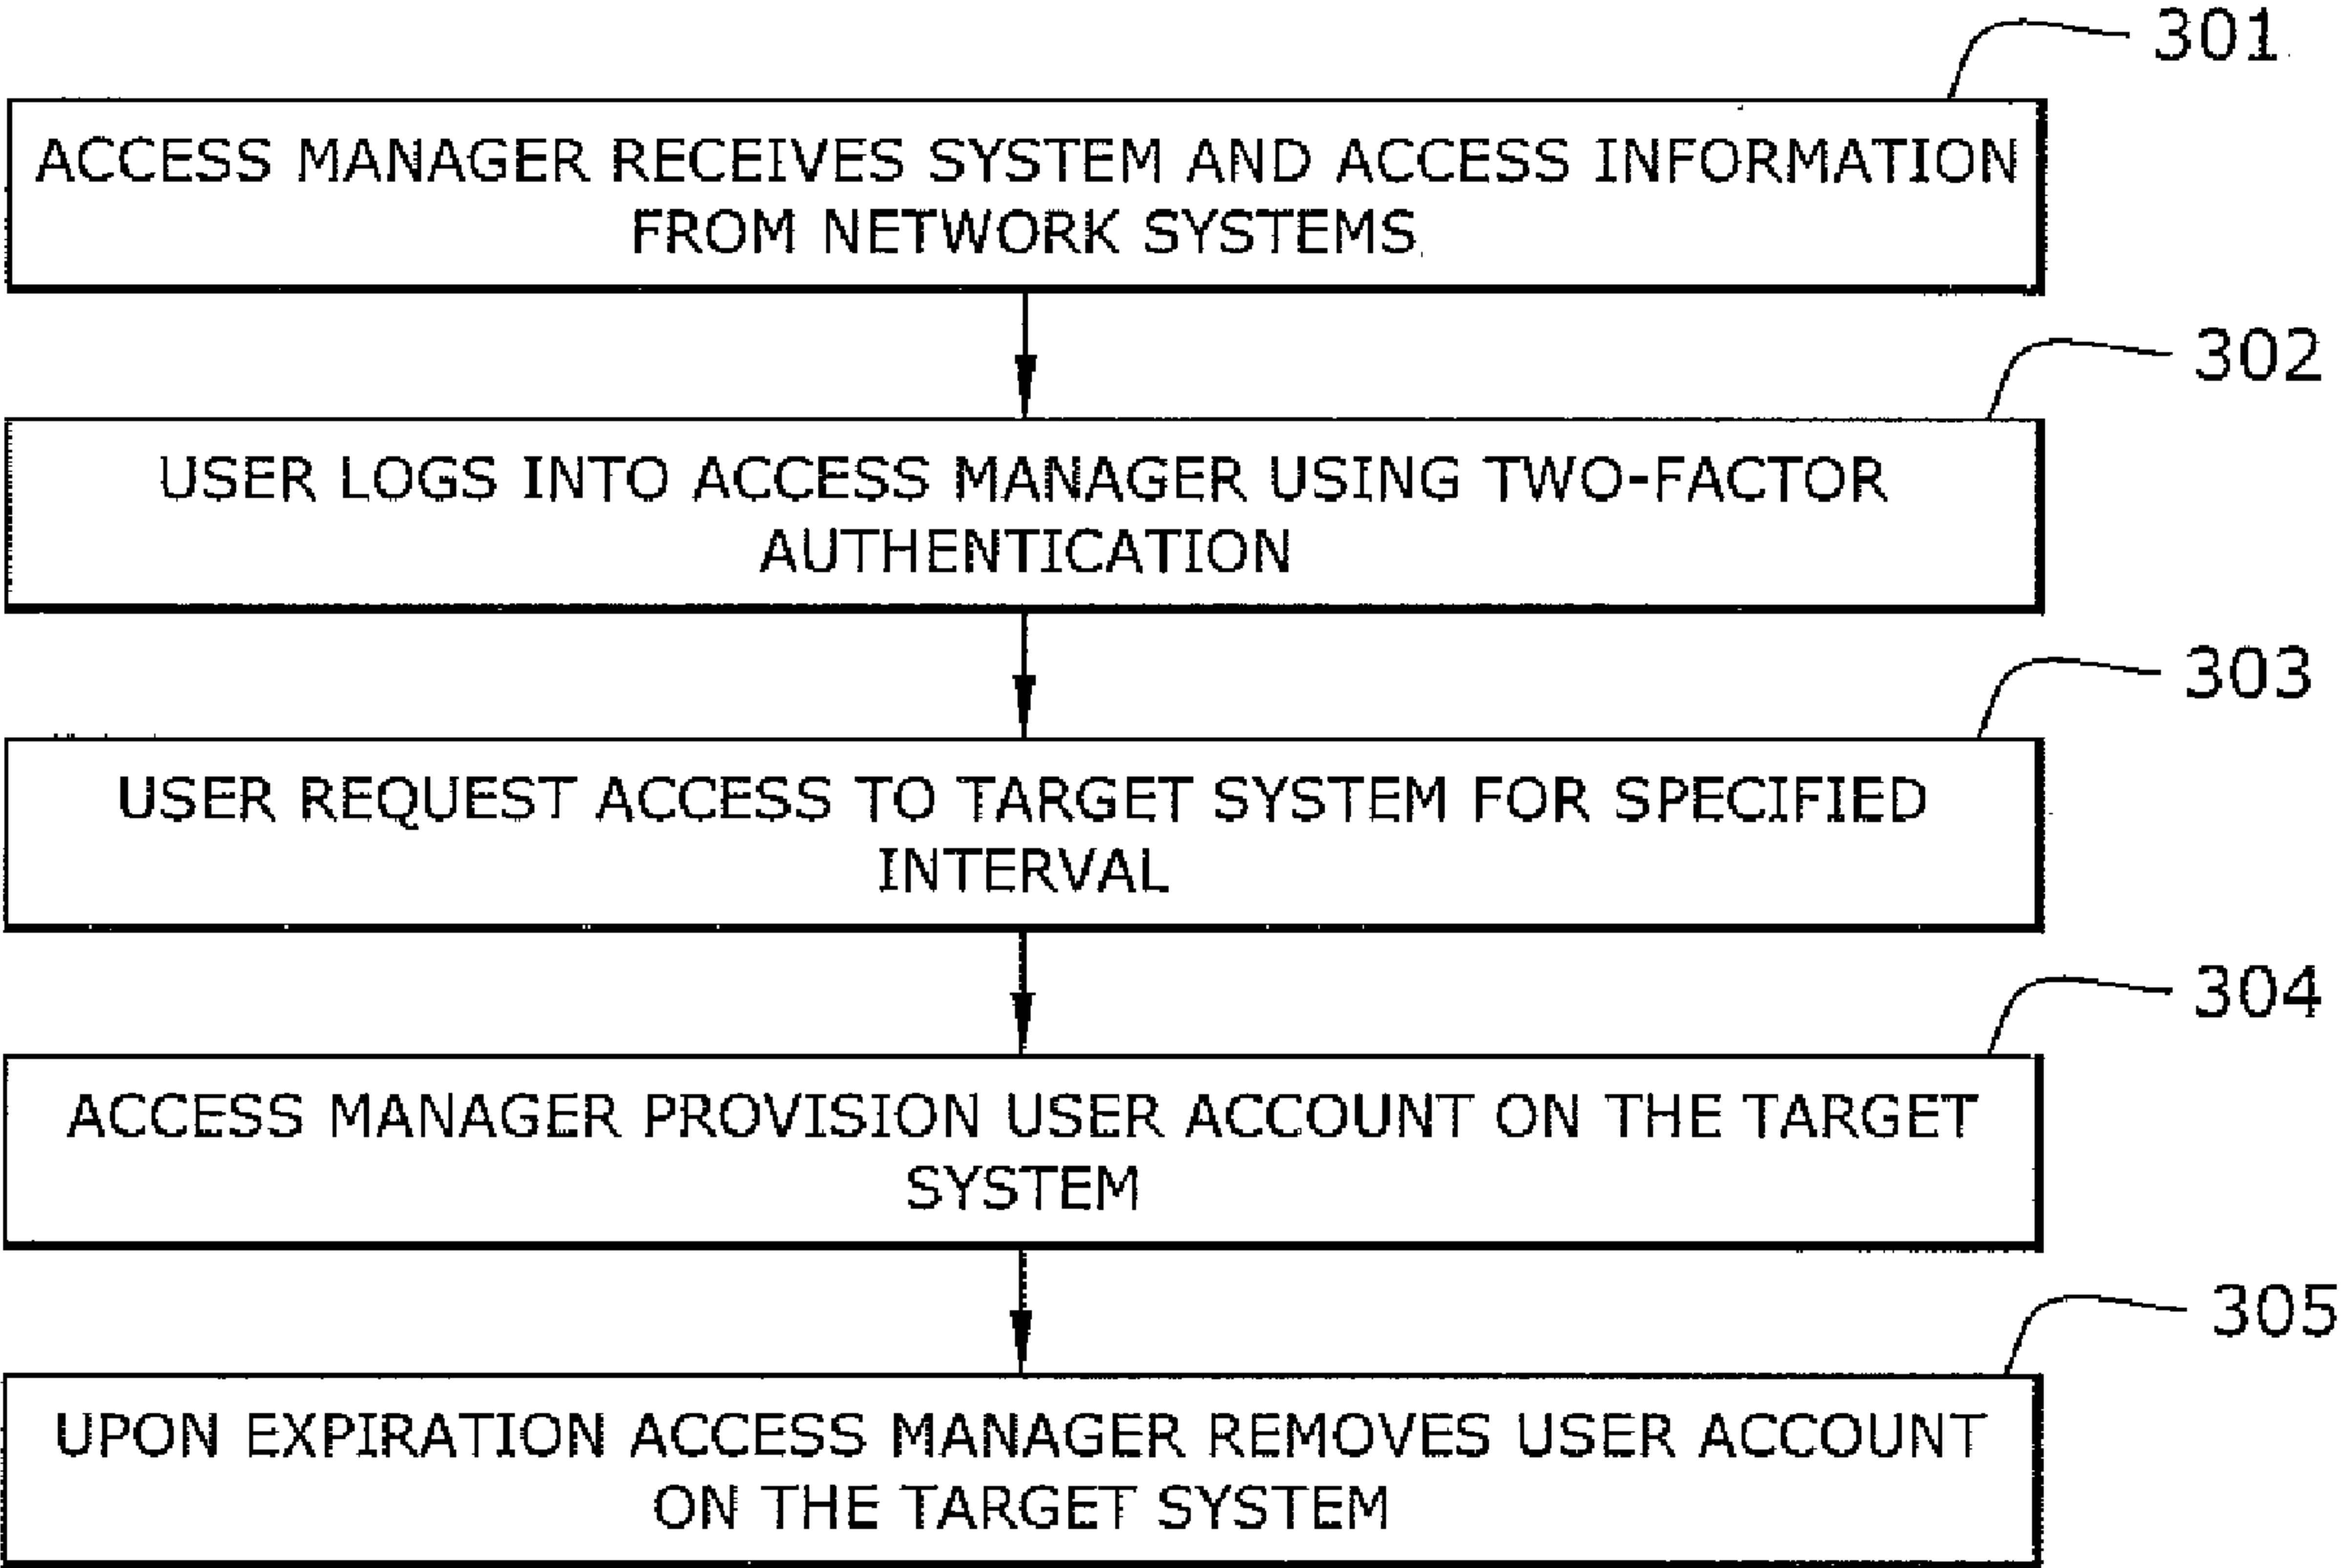 301
ACCESS MANAGER RECEIVES SYSTEM AND ACCESS INFORMATION
FROM NETWORK SYSTEMS
302
USER LOGS INTO ACCESS MANAGER USING TWO-FACTOR
AUTHENTICATION
303
USER REQUEST ACCESS TO TARGET SYSTEM FOR SPECIFIED
INTERVAL
304
ACCESS MANAGER PROVISION USER ACCOUNT ON THE TARGET
SYSTEM
305
UPON EXPIRATION ACCESS MANAGER REMOVES USER ACCOUNT
ON THE TARGET SYSTEM